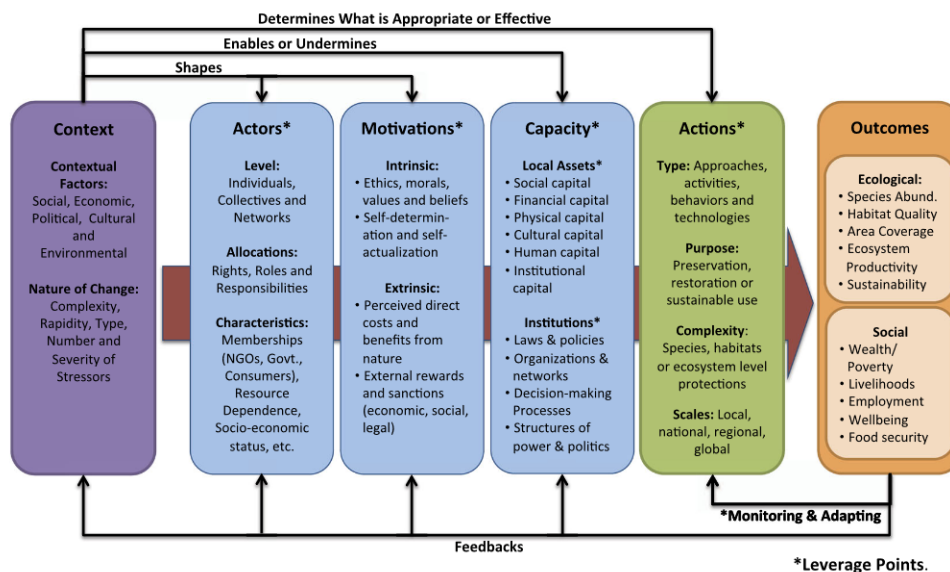 Determines What is Appropriate or Effective
Enables or Undermines
Shapes
Context
Contextual
Factors:
Social, Economic,
Political,  Cultural
and
Environmental
Nature of Change:
Complexity,
Rapidity, Type,
Number and
Severity of
Stressors
Actors*
Level:
Individuals,
Collectives and
Networks
Allocations:
Rights, Roles and
Responsibilities
Characteristics:
Memberships
(NGOs, Govt.,
Consumers),
Resource
Dependence,
Socio-economic
status, etc.
Motivations*
Intrinsic:
• Ethics, morals,
values and beliefs
• Self-determin-
ation and self-
actualization
Extrinsic:
• Perceived direct
costs and
benefits from
nature
• External rewards
and sanctions
(economic, social,
legal)
Capacity*
Local Assets*
• Social capital
• Financial capital
• Physical capital
• Cultural capital
• Human capital
• Institutional
capital
Institutions*
• Laws & policies
• Organizations &
networks
• Decision-making
Processes
• Structures of
power & politics
Actions*
Type: Approaches,
activities,
behaviors and
technologies
Purpose:
Preservation,
restoration or
sustainable use
Complexity:
Species, habitats
or ecosystem level
protections
Scales: Local,
national, regional,
global
Outcomes
Ecological:
• Species Abund.
• Habitat Quality
• Area Coverage
• Ecosystem
Productivity
• Sustainability
Social
• Wealth/
Poverty
• Livelihoods
• Employment
• Wellbeing
• Food security
*Monitoring & Adapting
Feedbacks
*Leverage Points.